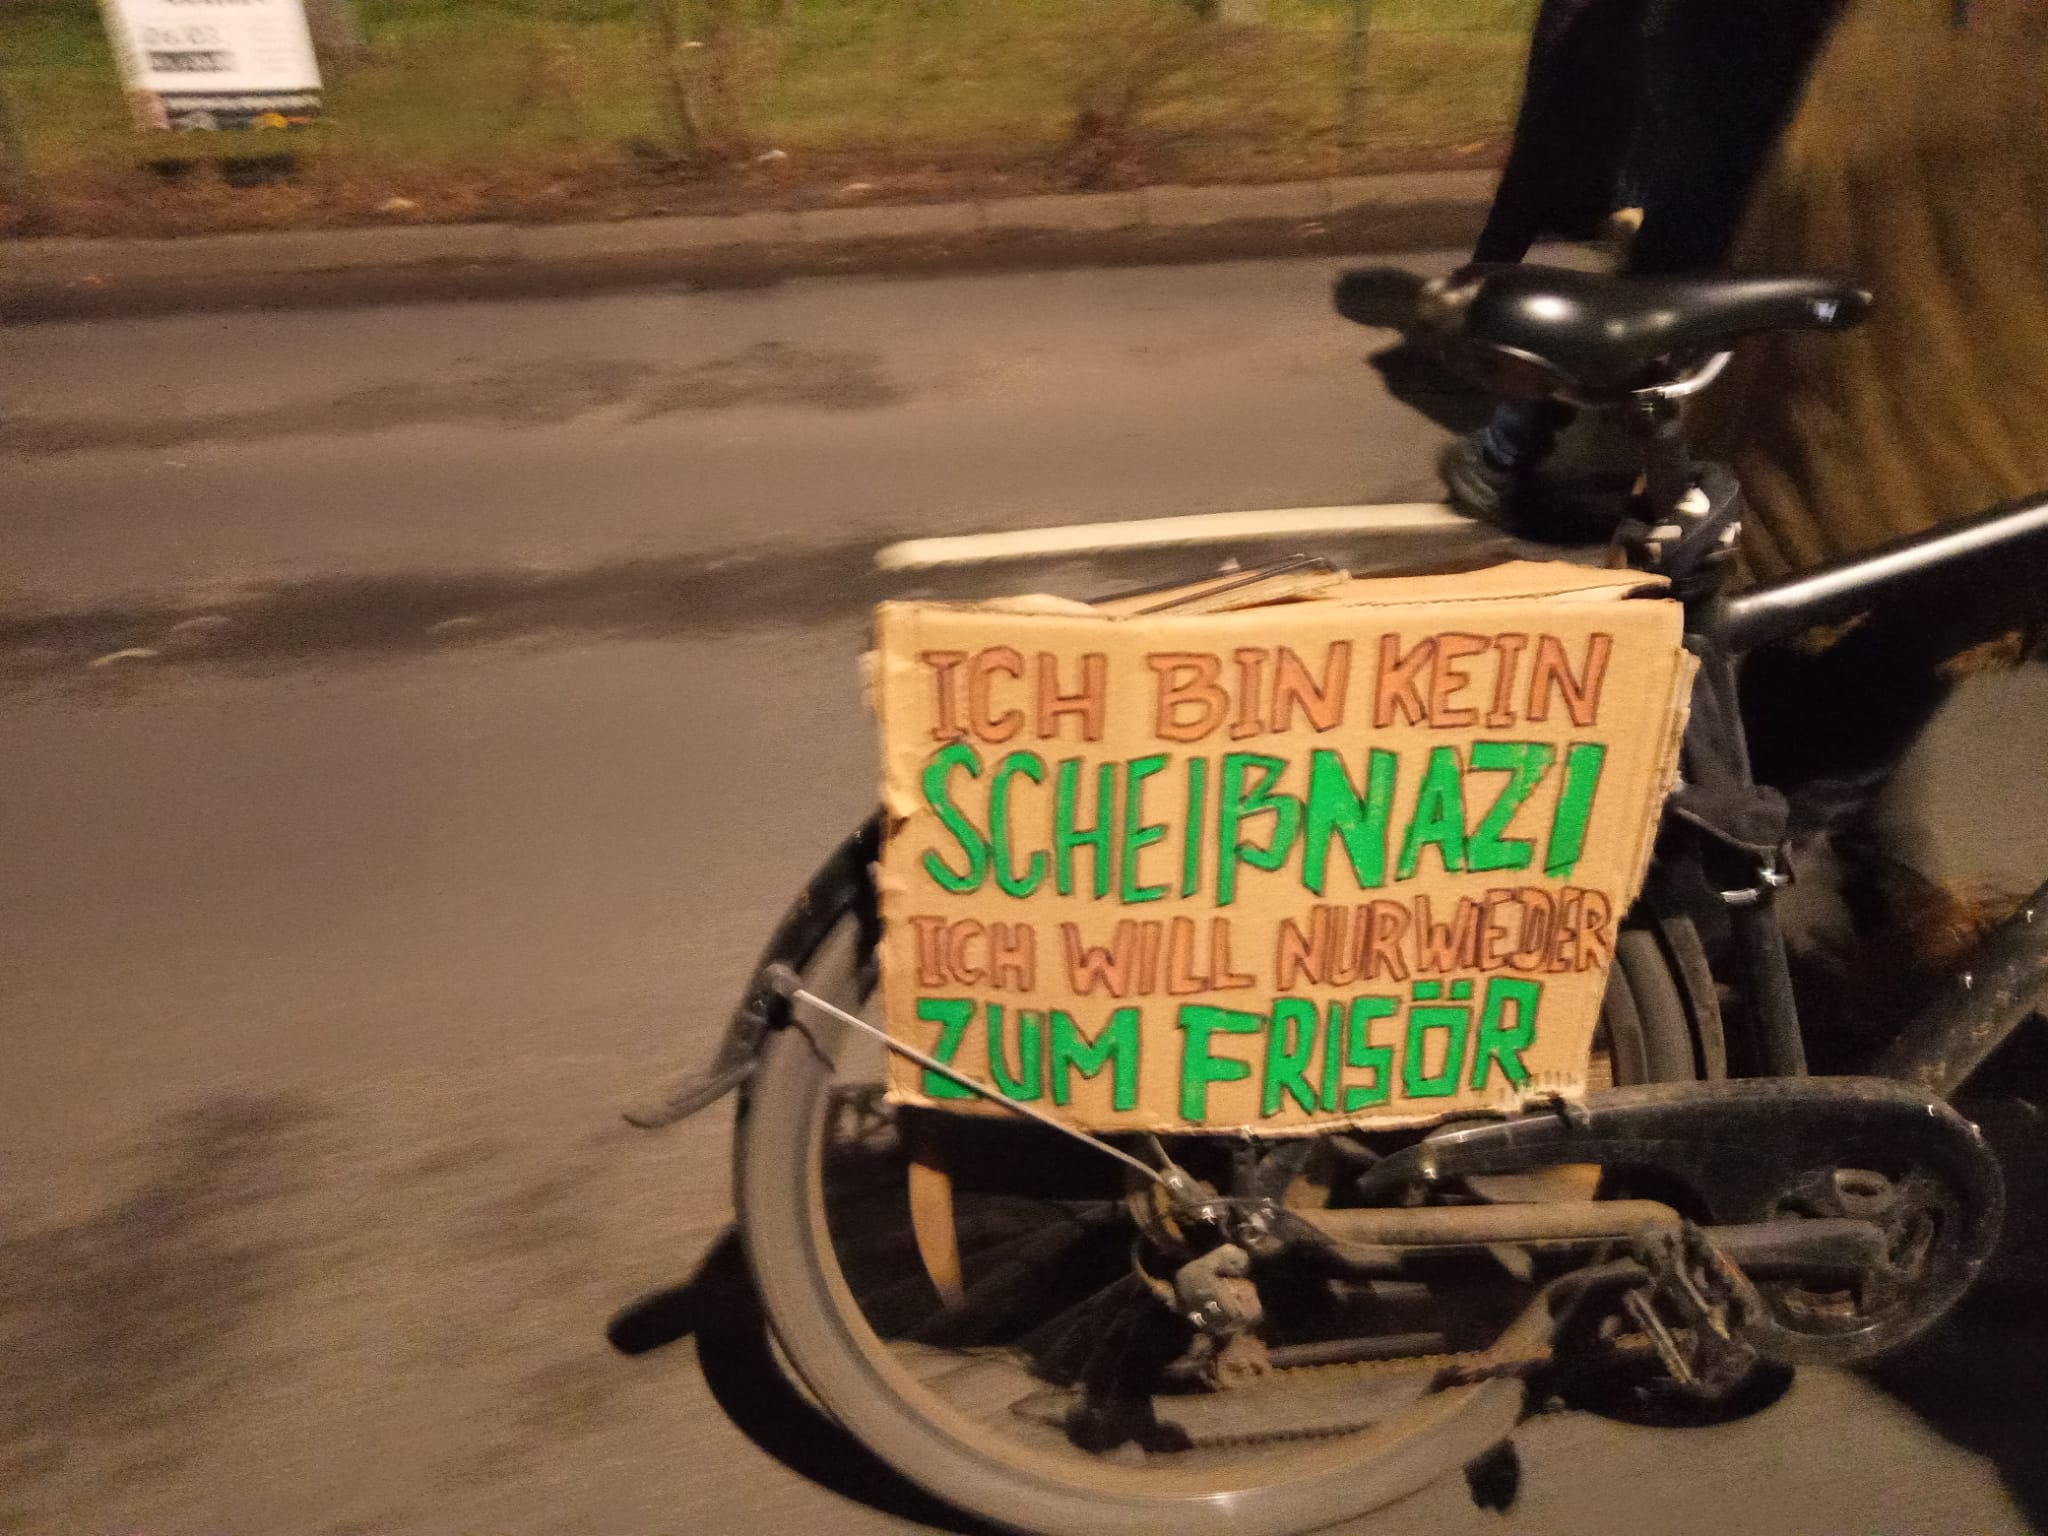 ICH BIN KEIN
SCHEIßNAZI
ICH WILL NUR WIEDER
ZUM FRISÖR